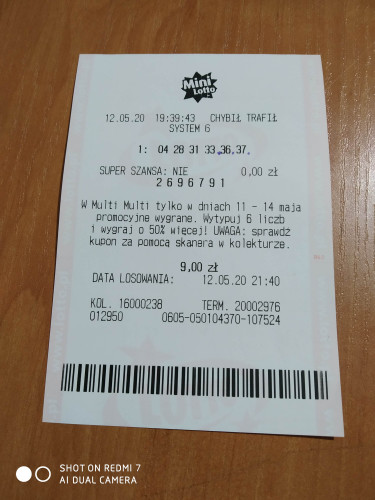 Mini
Lotto
12.05.20 19:39:43 CHYBIŁ TRAFIŁ
SYSTEM 6
1: 04 28 31 33 36 37
SUPER SZANSA: NIE 0,00 zł
2696791
W Multi Multi tylko w dniach 11 - 14 maja
promocyjne wygrane. Wytypuj 6 liczb
i wygraj o 50% więcej! UWAGA: sprawdź
kupon za pomocą skanera w kolekturze.
9,00 zł
DATA LOSOWANIA: 12.05.20 21:40
KOL. 16000238 TERM. 20002976
012950 0605-050104370-107524
SHOT ON REDMI 7
AI DUAL CAMERA